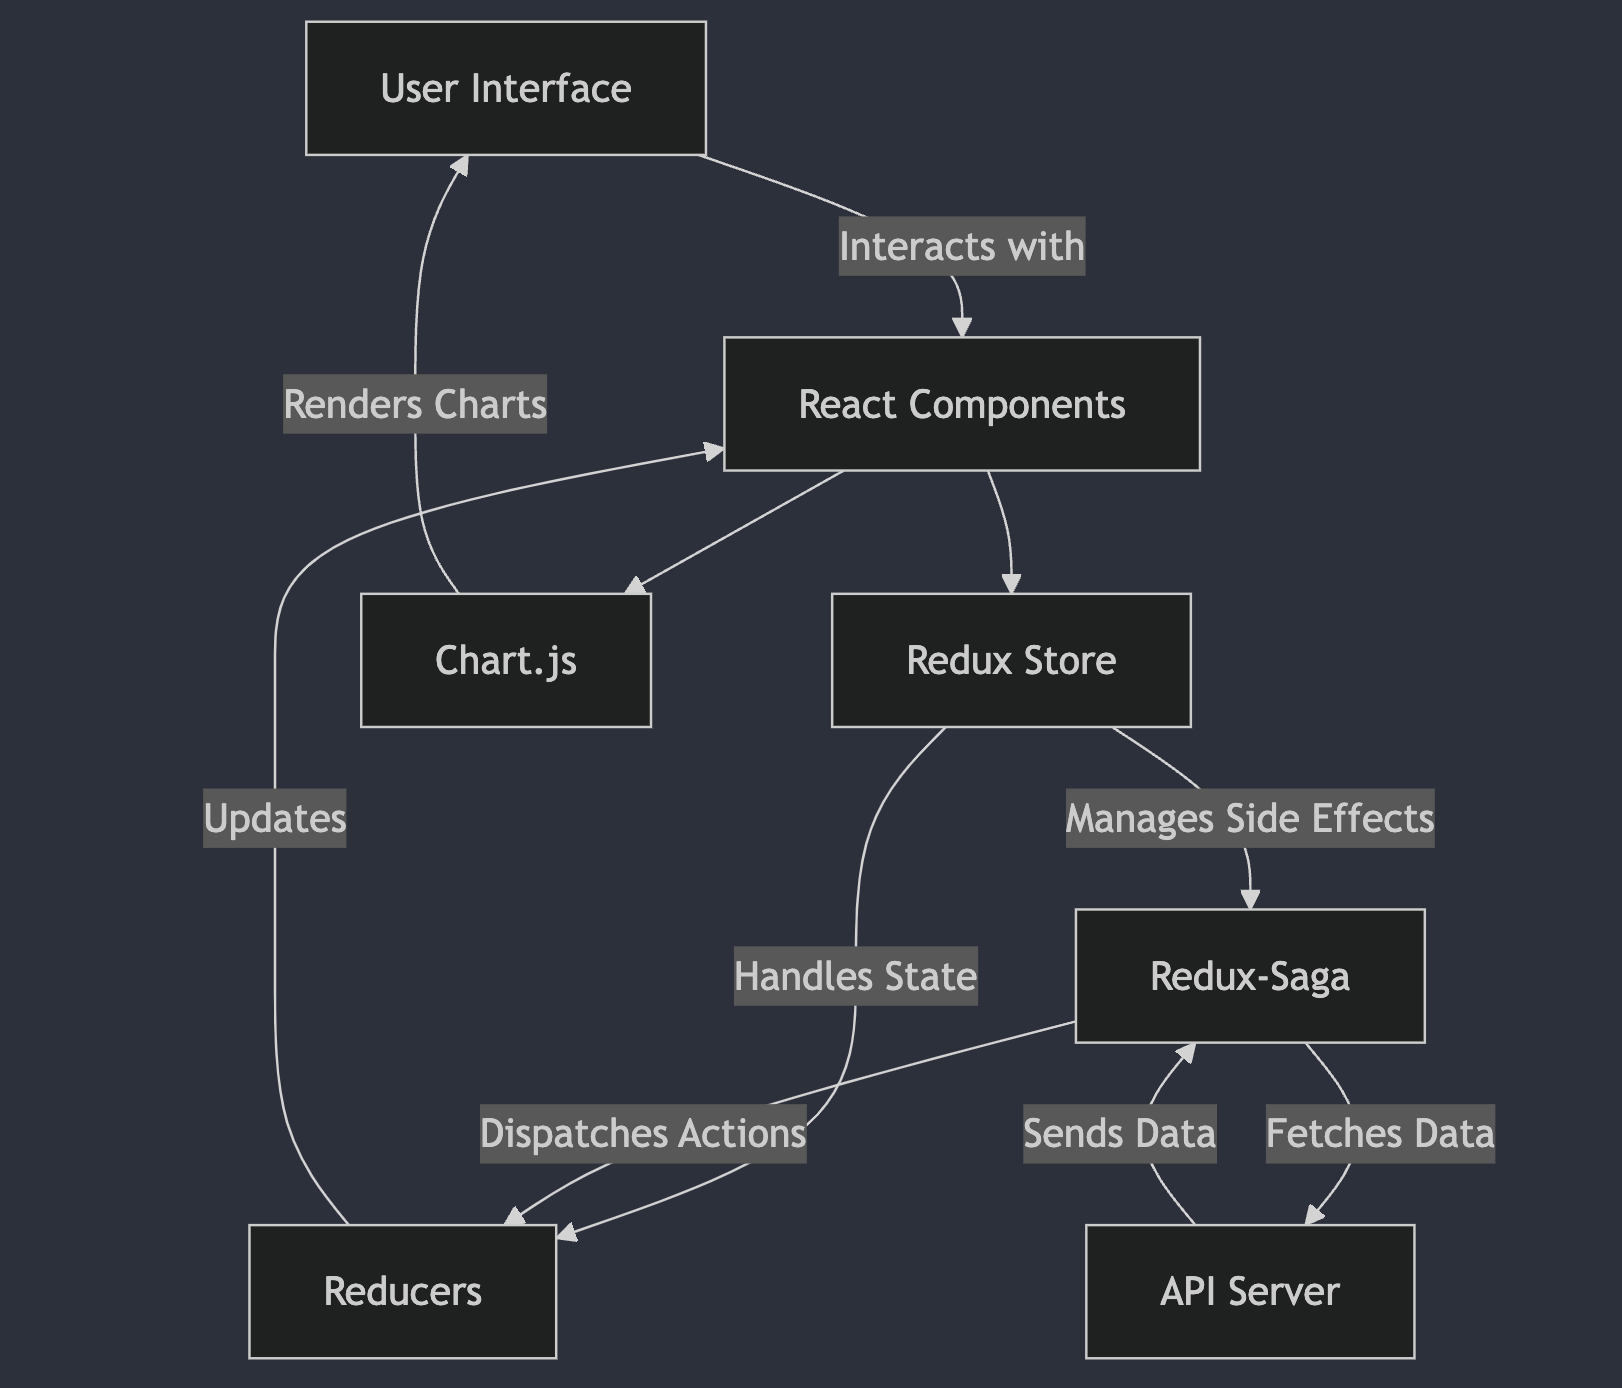 User Interface
Interacts with
Renders Charts
React Components
Chart.js
Redux Store
Updates
Manages Side Effects
Handles State
Redux-Saga
Dispatches Actions
Sends Data
Fetches Data
Reducers
API Server